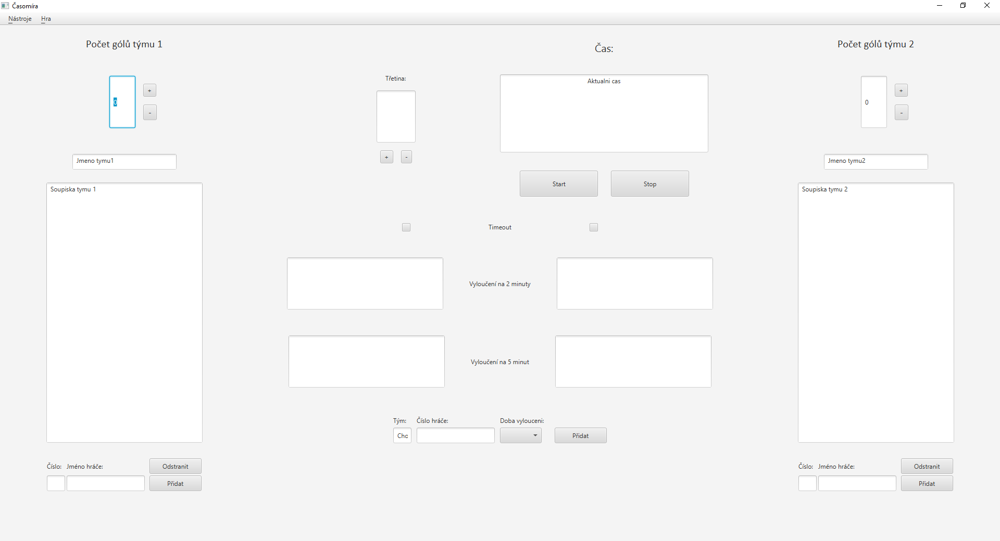 Časomíra
Nástroje Hra
Počet gólů týmu 1
Čas:
Počet gólů týmu 2
Třetina:
Aktualni cas
0
+
-
0
+
-
+ -
Jmeno tymu1
Jmeno tymu2
Start Stop
Soupiska tymu 1
Soupiska tymu 2
Timeout
Vyloučení na 2 minuty
Vyloučení na 5 minut
Tým: Číslo hráče: Doba vylouceni:
Chc Přidat
Číslo: Jméno hráče: Odstranit
Přidat
Číslo: Jméno hráče: Odstranit
Přidat